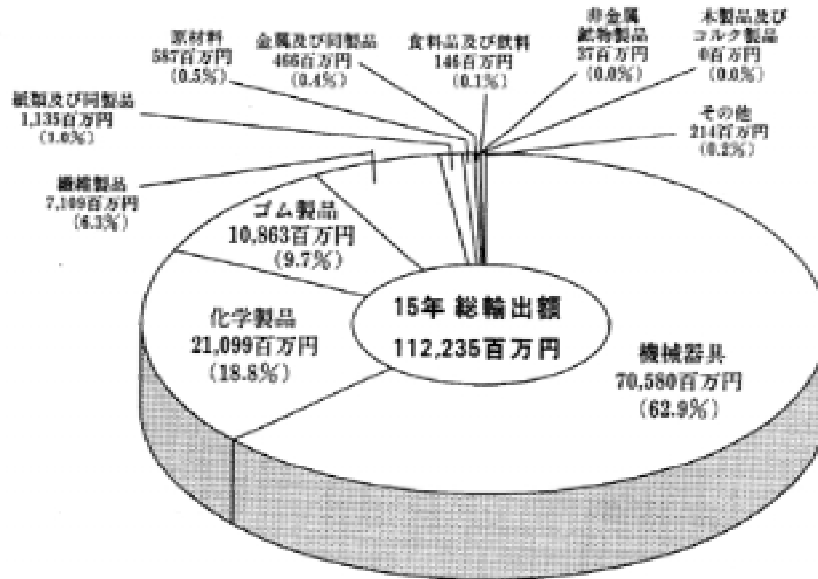 原材料
587百万円
(0.5%)
金属及び同製品
466百万円
(0.4%)
食料品及び飲料
146百万円
(0.1%)
非金属
鉱物製品
37百万円
(0.0%)
木製品及び
コルク製品
0百万円
(0.0%)
紙類及び同製品
1,135百万円
(1.0%)
その他
214百万円
(0.2%)
繊維製品
7,109百万円
(6.3%)
ゴム製品
10,863百万円
(9.7%)
化学製品
21,099百万円
(18.8%)
15年 総輸出額
112,235百万円
機械器具
70,580百万円
(62.9%)